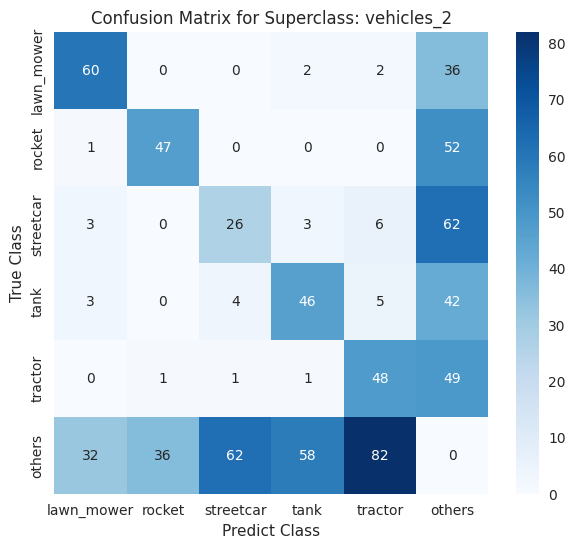 Confusion Matrix for Superclass: vehicles_2
True Class
lawn_mower 60 0 0 2 2 36
rocket 1 47 0 0 0 52
streetcar 3 0 26 3 6 62
tank 3 0 4 46 5 42
tractor 0 1 1 1 48 49
others 32 36 62 58 82 0
lawn_mower rocket streetcar tank tractor others
Predict Class
80
70
60
50
40
30
20
10
0